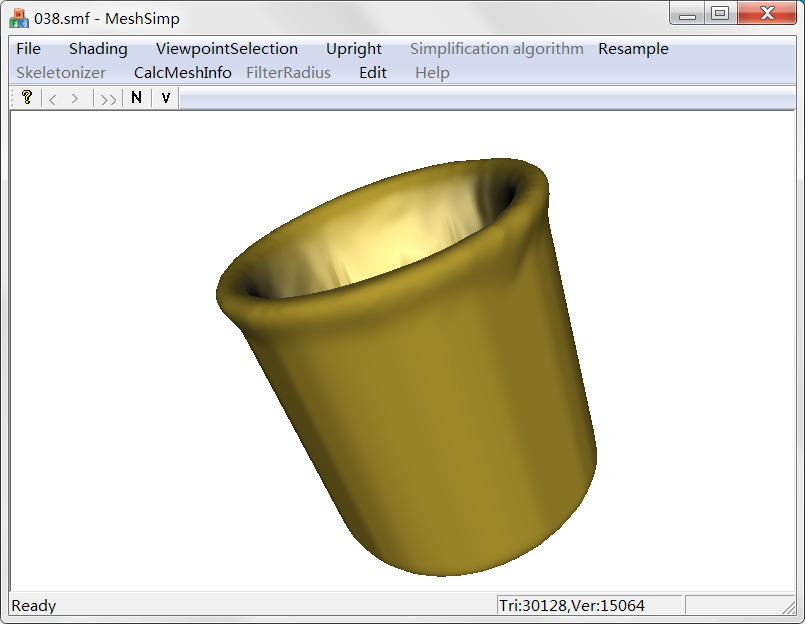 038.smf - MeshSimp
File Shading ViewpointSelection Upright Simplification algorithm Resample
Skeletonizer CalcMeshInfo FilterRadius Edit Help
? < > >> N V
Ready Tri:30128,Ver:15064